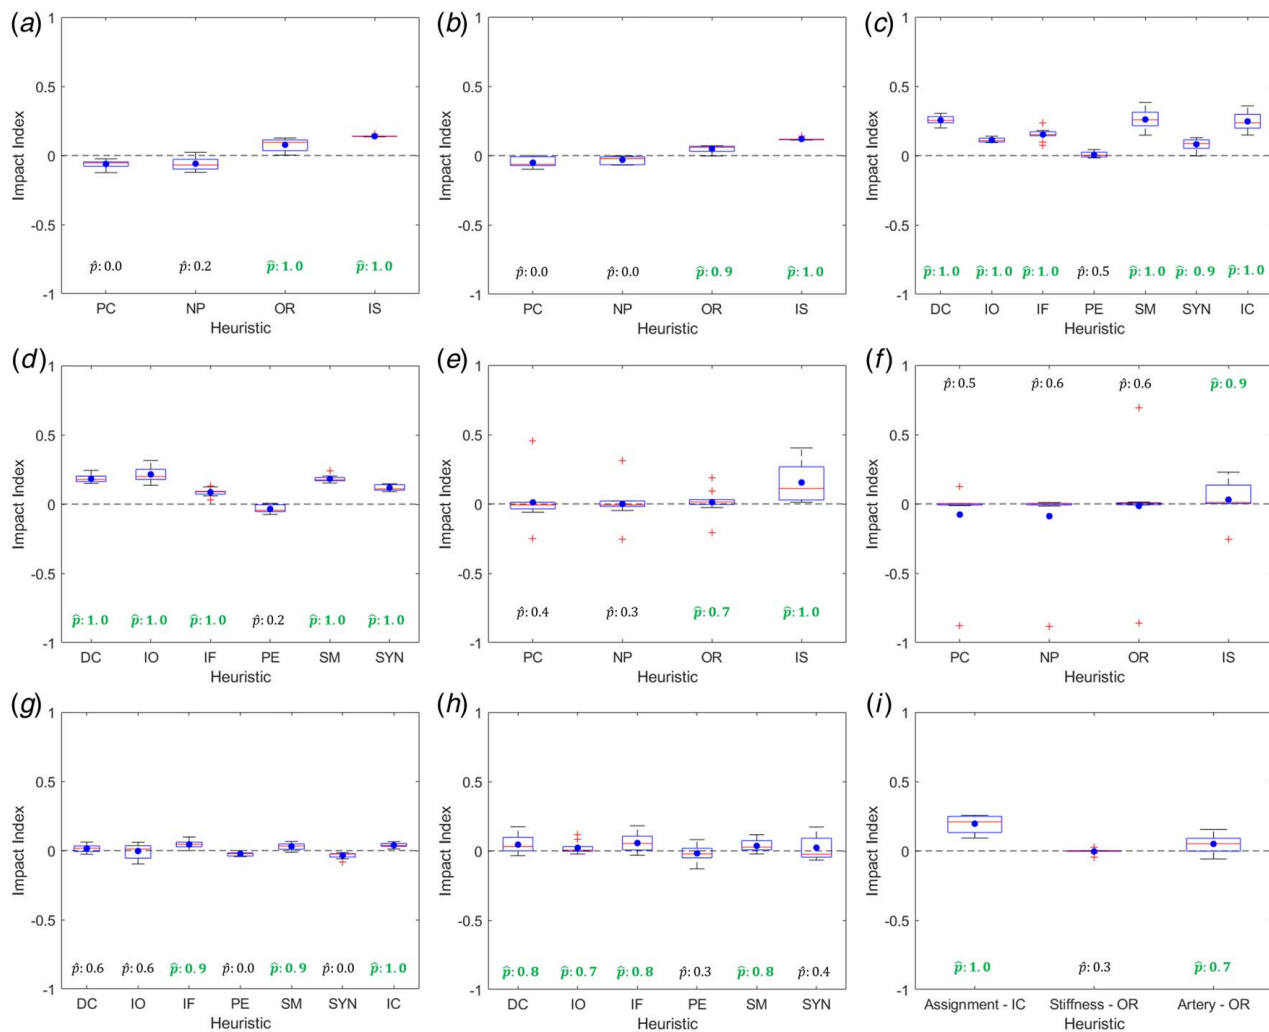 (a)
1
0.5
0
-0.5
-1
Impact Index
p̂: 0.0 p̂: 0.2 p̂: 1.0 p̂: 1.0
PC NP OR IS
Heuristic
(b)
1
0.5
0
-0.5
-1
Impact Index
p̂: 0.0 p̂: 0.0 p̂: 0.9 p̂: 1.0
PC NP OR IS
Heuristic
(c)
1
0.5
0
-0.5
-1
Impact Index
p̂: 1.0 p̂: 1.0 p̂: 1.0 p̂: 0.5 p̂: 1.0 p̂: 0.9 p̂: 1.0
DC IO IF PE SM SYN IC
Heuristic
(d)
1
0.5
0
-0.5
-1
Impact Index
p̂: 1.0 p̂: 1.0 p̂: 1.0 p̂: 0.2 p̂: 1.0 p̂: 1.0
DC IO IF PE SM SYN
Heuristic
(e)
1
0.5
0
-0.5
-1
Impact Index
p̂: 0.4 p̂: 0.3 p̂: 0.7 p̂: 1.0
PC NP OR IS
Heuristic
(f)
1
0.5
0
-0.5
-1
Impact Index
p̂: 0.5 p̂: 0.6 p̂: 0.6 p̂: 0.9
PC NP OR IS
Heuristic
(g)
1
0.5
0
-0.5
-1
Impact Index
p̂: 0.6 p̂: 0.6 p̂: 0.9 p̂: 0.0 p̂: 0.9 p̂: 0.0 p̂: 1.0
DC IO IF PE SM SYN IC
Heuristic
(h)
1
0.5
0
-0.5
-1
Impact Index
p̂: 0.8 p̂: 0.7 p̂: 0.8 p̂: 0.3 p̂: 0.8 p̂: 0.4
DC IO IF PE SM SYN
Heuristic
(i)
1
0.5
0
-0.5
-1
Impact Index
p̂: 1.0 p̂: 0.3 p̂: 0.7
Assignment - IC Stiffness - OR Artery - OR
Heuristic